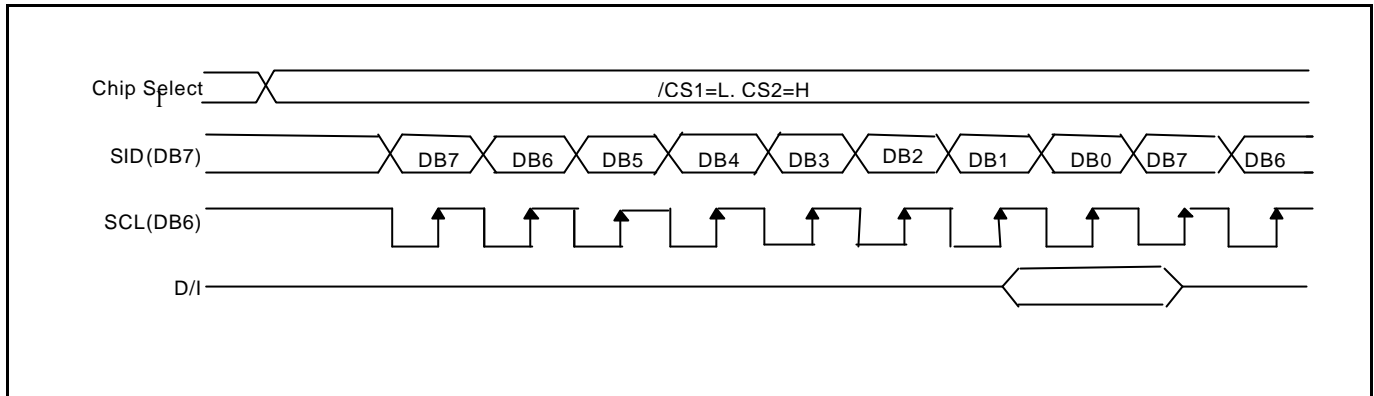 Chip Select
/CS1=L. CS2=H
SID(DB7)
DB7 DB6 DB5 DB4 DB3 DB2 DB1 DB0 DB7 DB6
SCL(DB6)
D/I